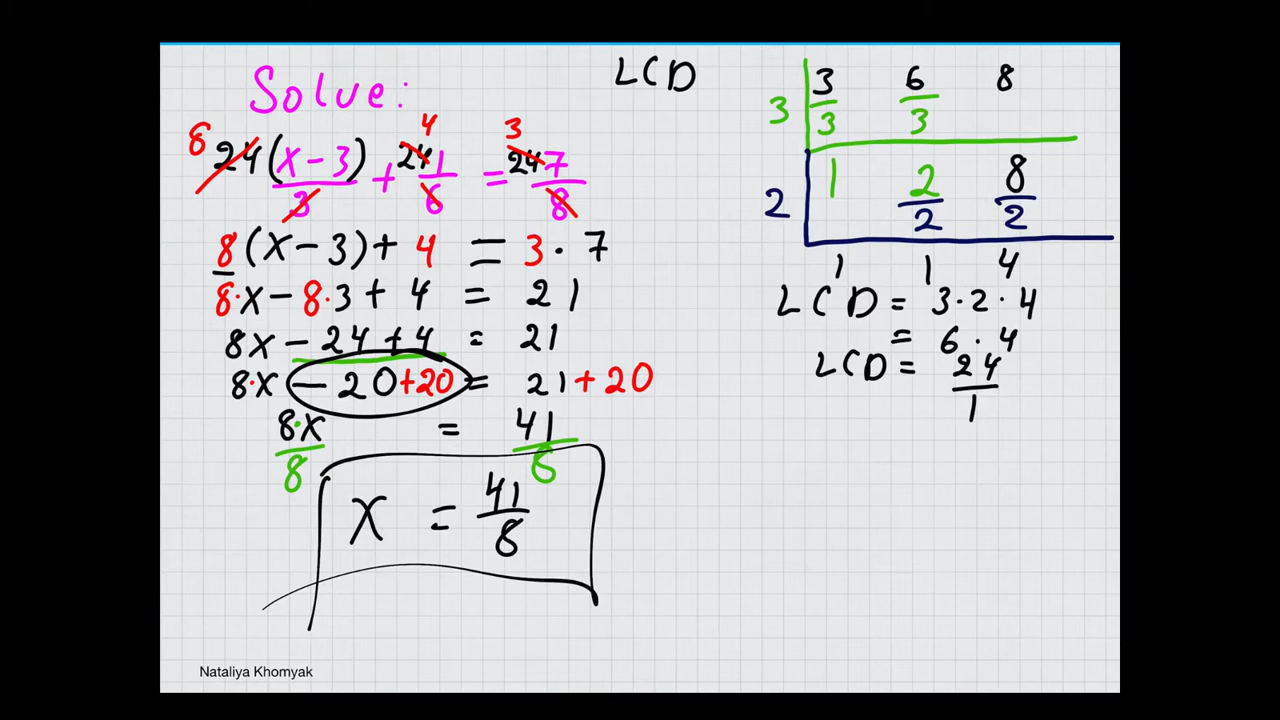 Solve:
8 4 3
24(x-3)/3 + 24 1/6 = 24 7/8
8(x-3)+ 4 = 3·7
8·x - 8·3 + 4 = 21
8x - 24 + 4 = 21
8·x - 20+20 = 21 + 20
8·x/8 = 41/8
x = 41/8
LCD
3 3/3 6/3 8
2 1 2/2 8/2
1 1 4
LCD = 3·2·4
= 6·4
LCD = 24/1
Nataliya Khomyak